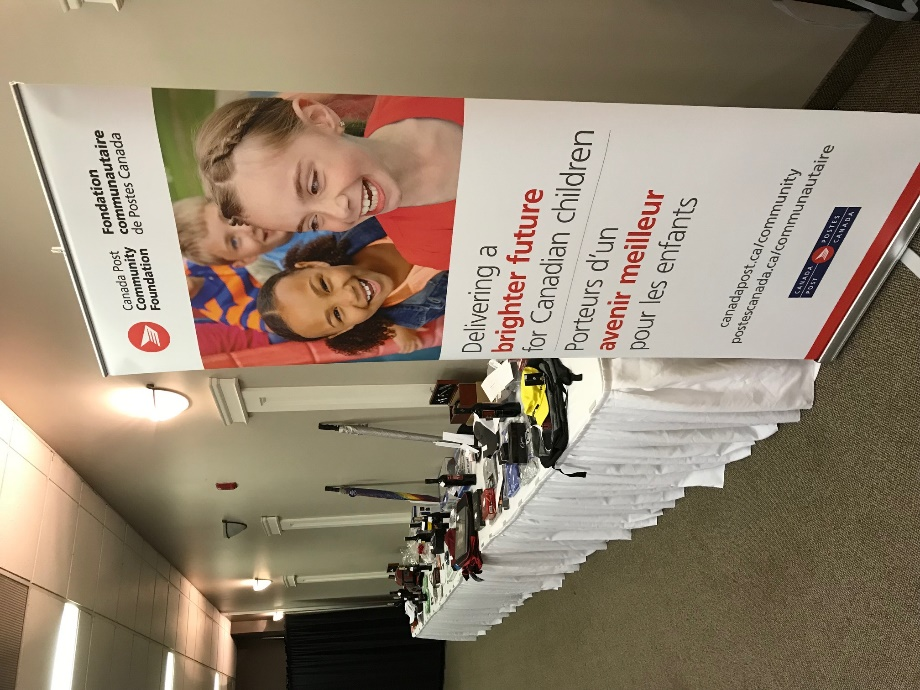 Canada Post
Community
Foundation
Fondation
communautaire
de Postes Canada
Delivering a
brighter future
for Canadian children
Porteurs d'un
avenir meilleur
pour les enfants
canadapost.ca/community
postescanada.ca/communautaire
CANADA
POST
POSTES
CANADA